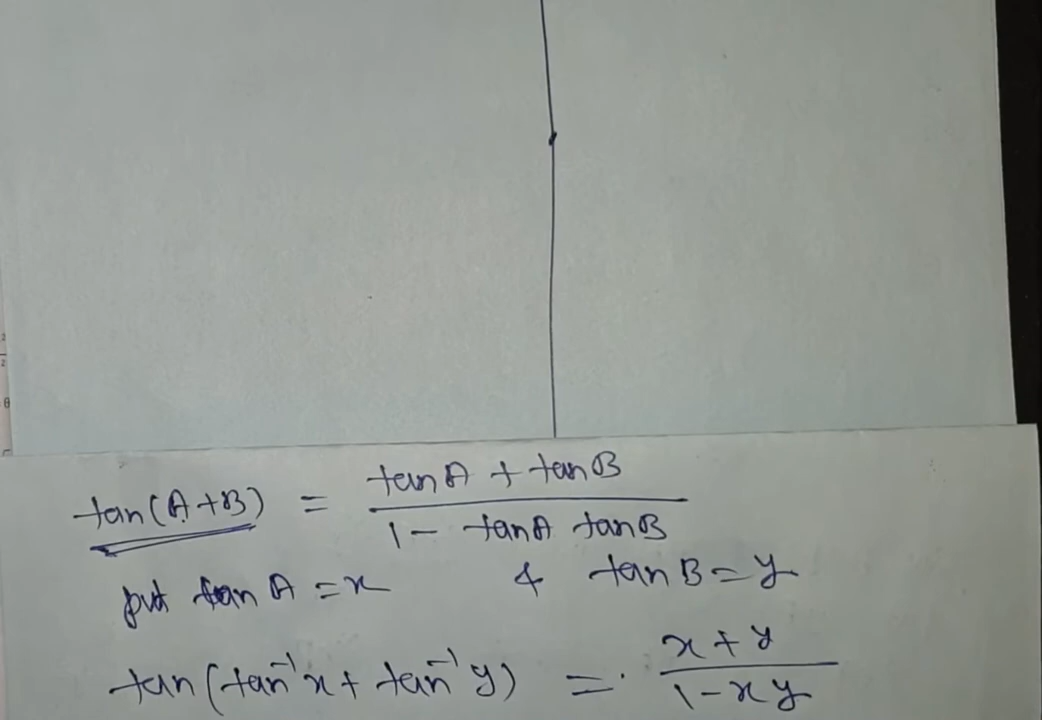 tan(A+B) = tanA + tanB / 1 - tanA tanB
put tan A = x & tan B = y
tan(tan⁻¹x + tan⁻¹y) = x + y / 1 - xy